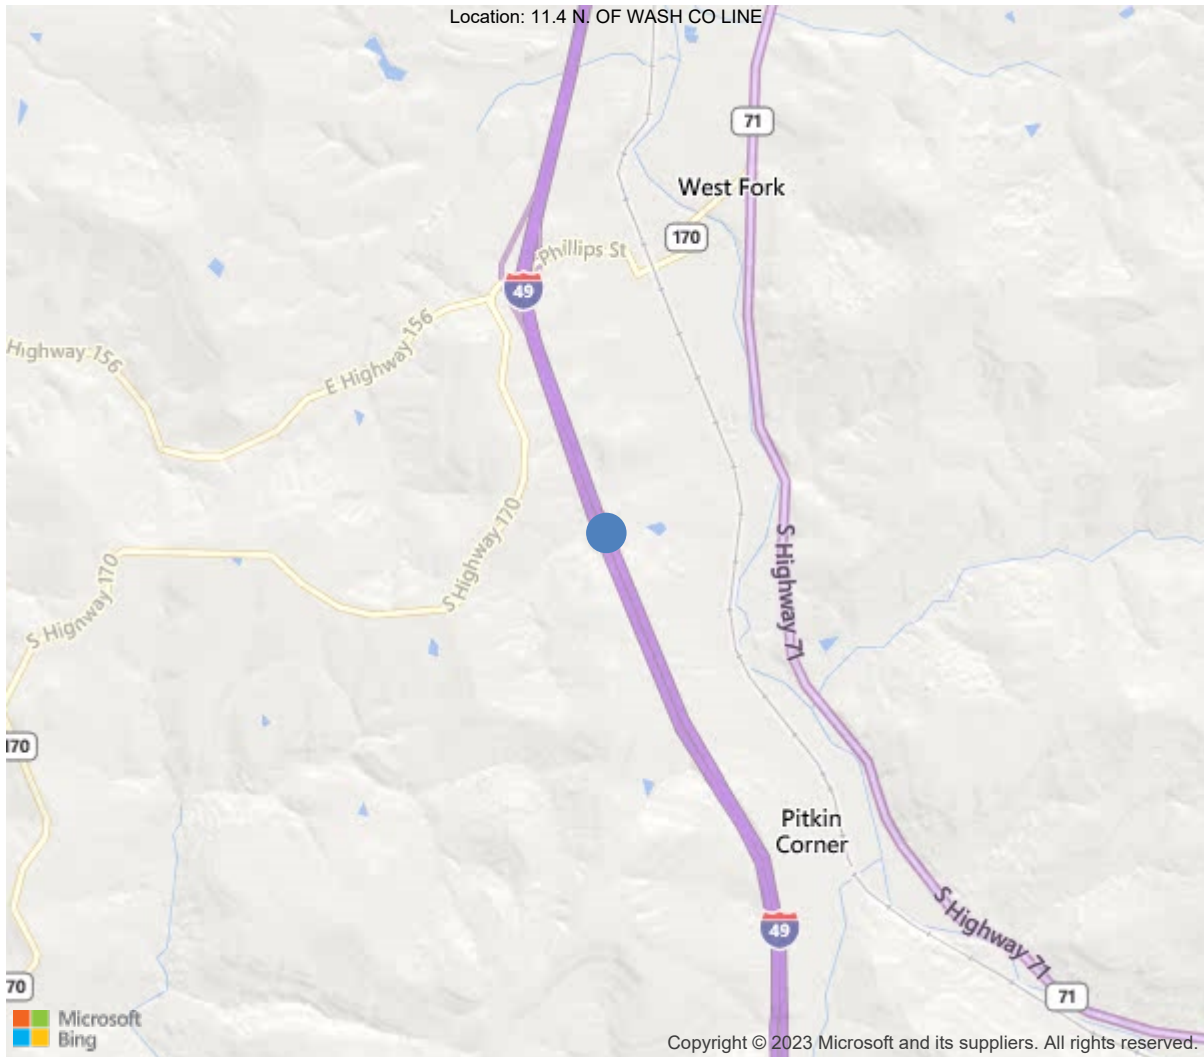 Location: 11.4 N. OF WASH CO LINE
71
West Fork
170
Phillips St
49
Highway 156
E Highway 156
S Highway 170
S Highway 71
S Highway 170
170
Pitkin
Corner
49
S Highway 71
70
71
Microsoft
Bing
Copyright © 2023 Microsoft and its suppliers. All rights reserved.